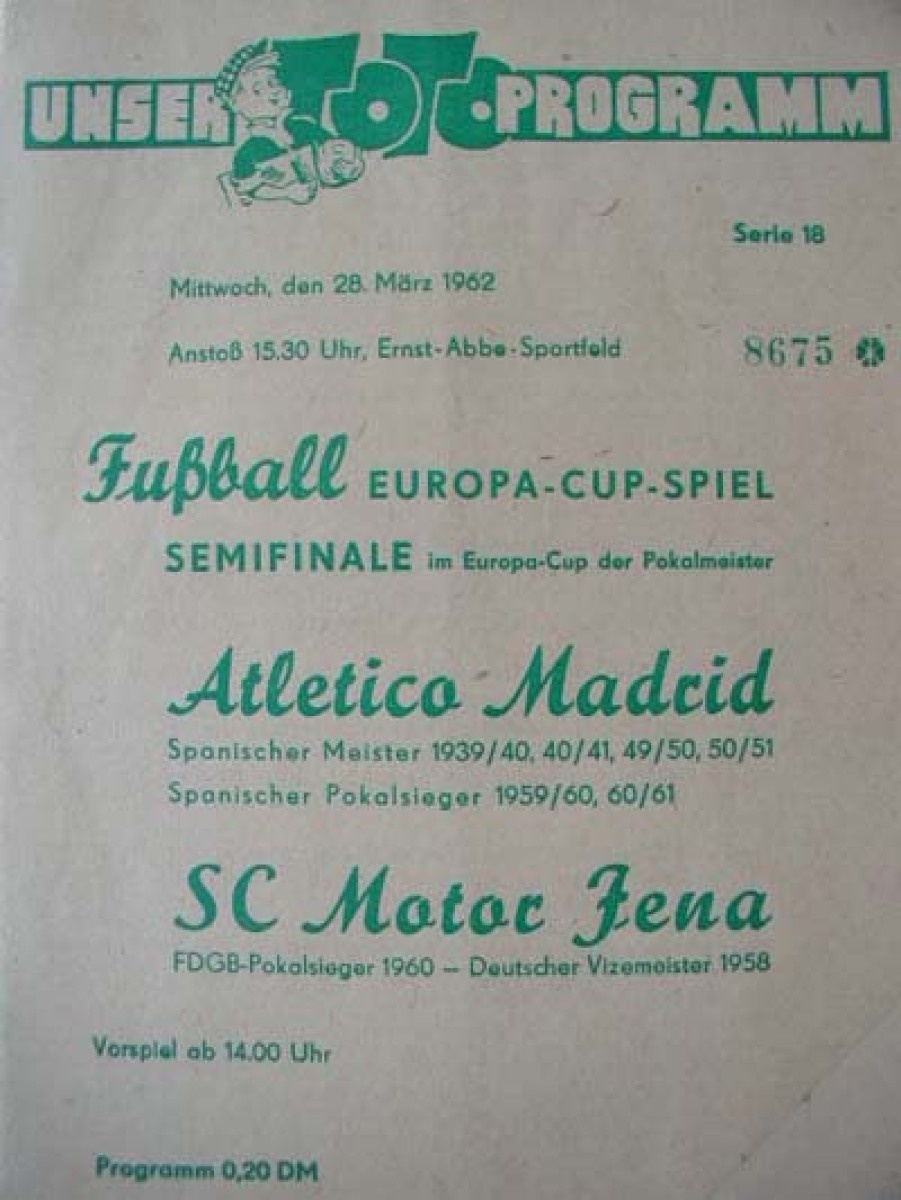 UNSER TOTO PROGRAMM
Serie 18
Mittwoch, den 28. März 1962
Anstoß 15.30 Uhr, Ernst-Abbe-Sportfeld
8675
Fußball EUROPA-CUP-SPIEL
SEMIFINALE im Europa-Cup der Pokalmeister
Atletico Madrid
Spanischer Meister 1939/40, 40/41, 49/50, 50/51
Spanischer Pokalsieger 1959/60, 60/61
SC Motor Jena
FDGB-Pokalsieger 1960 – Deutscher Vizemeister 1958
Vorspiel ab 14.00 Uhr
Programm 0,20 DM